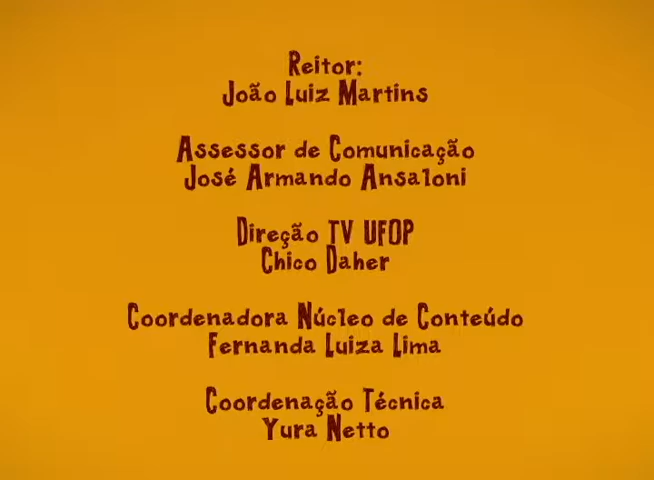 Reitor:
João Luiz Martins
Assessor de Comunicação
José Armando Ansaloni
Direção TV UFOP
Chico Daher
Coordenadora Núcleo de Conteúdo
Fernanda Luiza Lima
Coordenação Técnica
Yura Netto